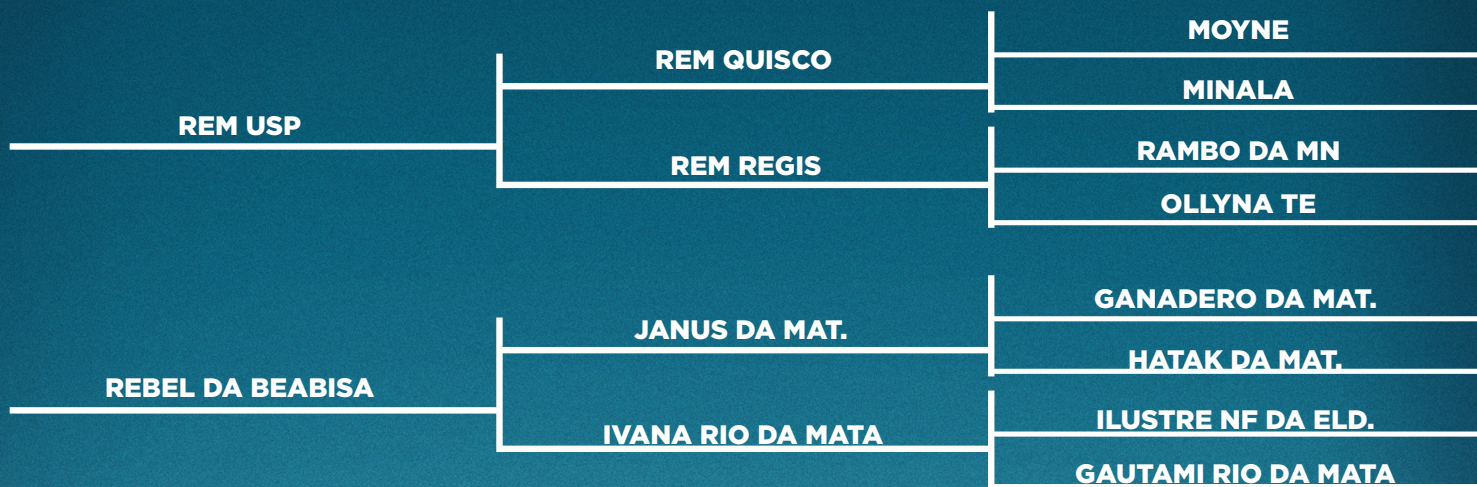 REM USP
REM QUISCO
MOYNE
MINALA
REM REGIS
RAMBO DA MN
OLLYNA TE
REBEL DA BEABISA
JANUS DA MAT.
GANADERO DA MAT.
HATAK DA MAT.
IVANA RIO DA MATA
ILUSTRE NF DA ELD.
GAUTAMI RIO DA MATA